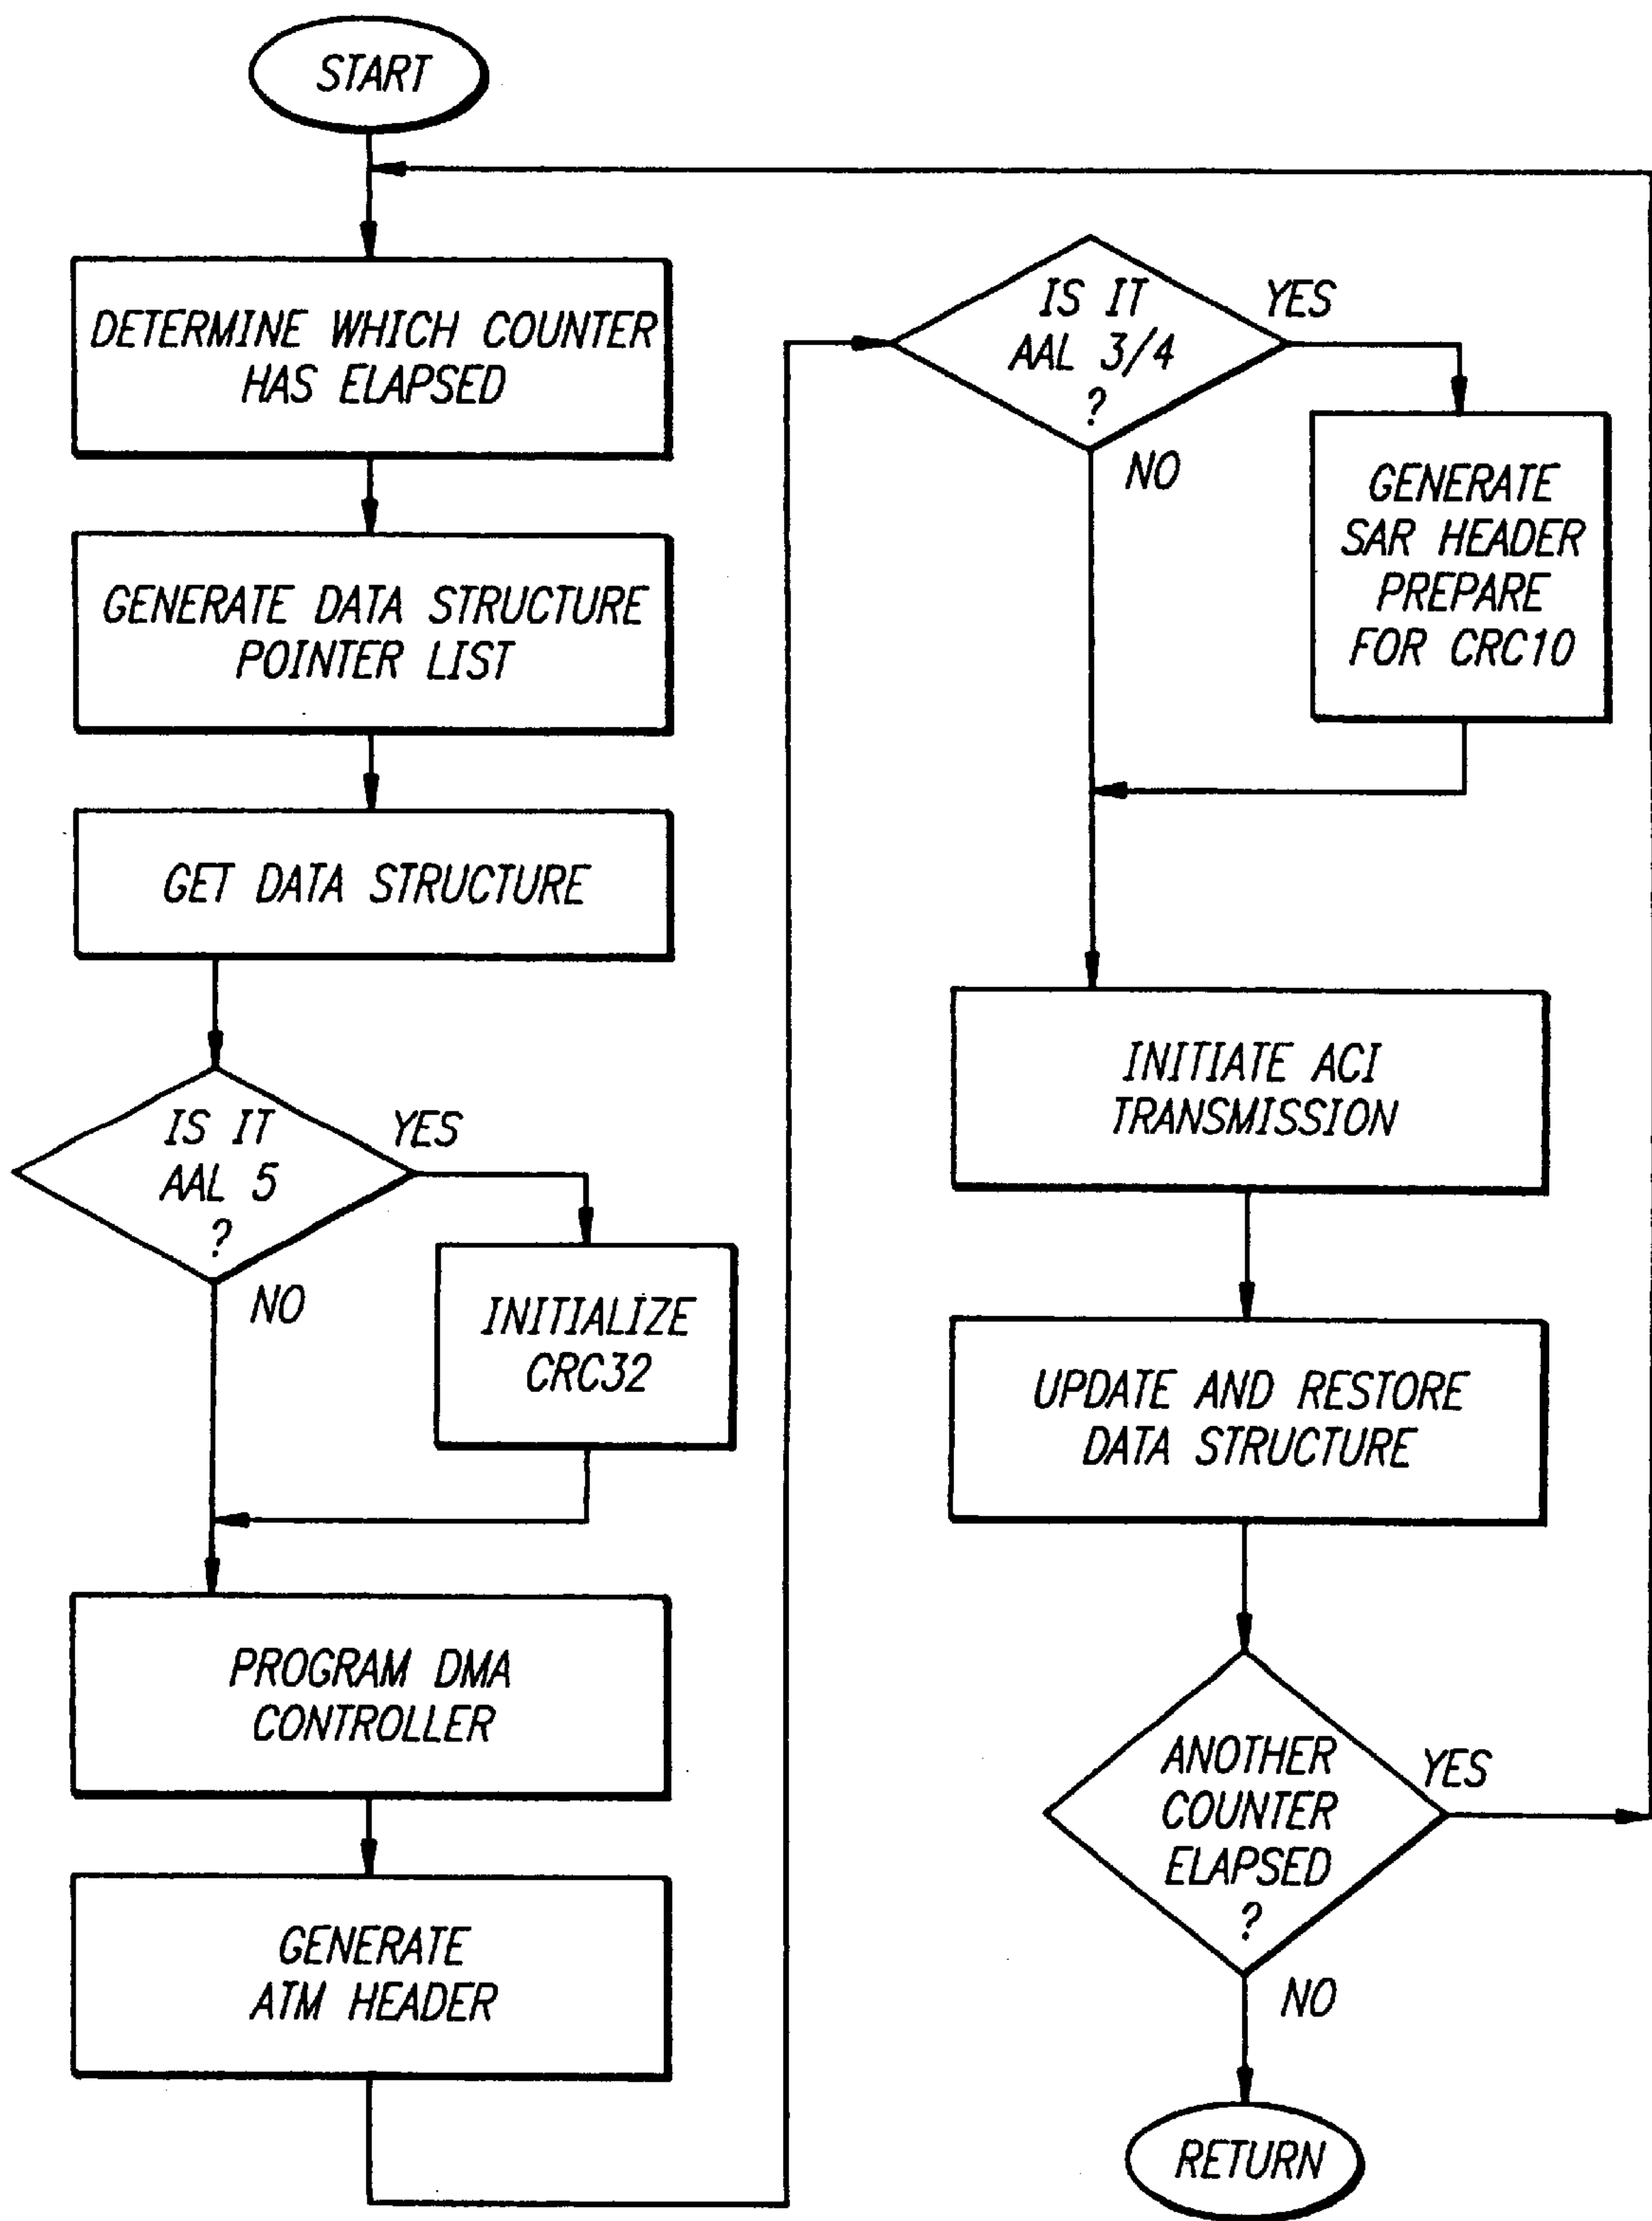 START
DETERMINE WHICH COUNTER
HAS ELAPSED
GENERATE DATA STRUCTURE
POINTER LIST
GET DATA STRUCTURE
IS IT
AAL 5
?
YES
NO
INITIALIZE
CRC32
PROGRAM DMA
CONTROLLER
GENERATE
ATM HEADER
IS IT
AAL 3/4
?
YES
NO
GENERATE
SAR HEADER
PREPARE
FOR CRC10
INITIATE ACI
TRANSMISSION
UPDATE AND RESTORE
DATA STRUCTURE
ANOTHER
COUNTER
ELAPSED
?
YES
NO
RETURN